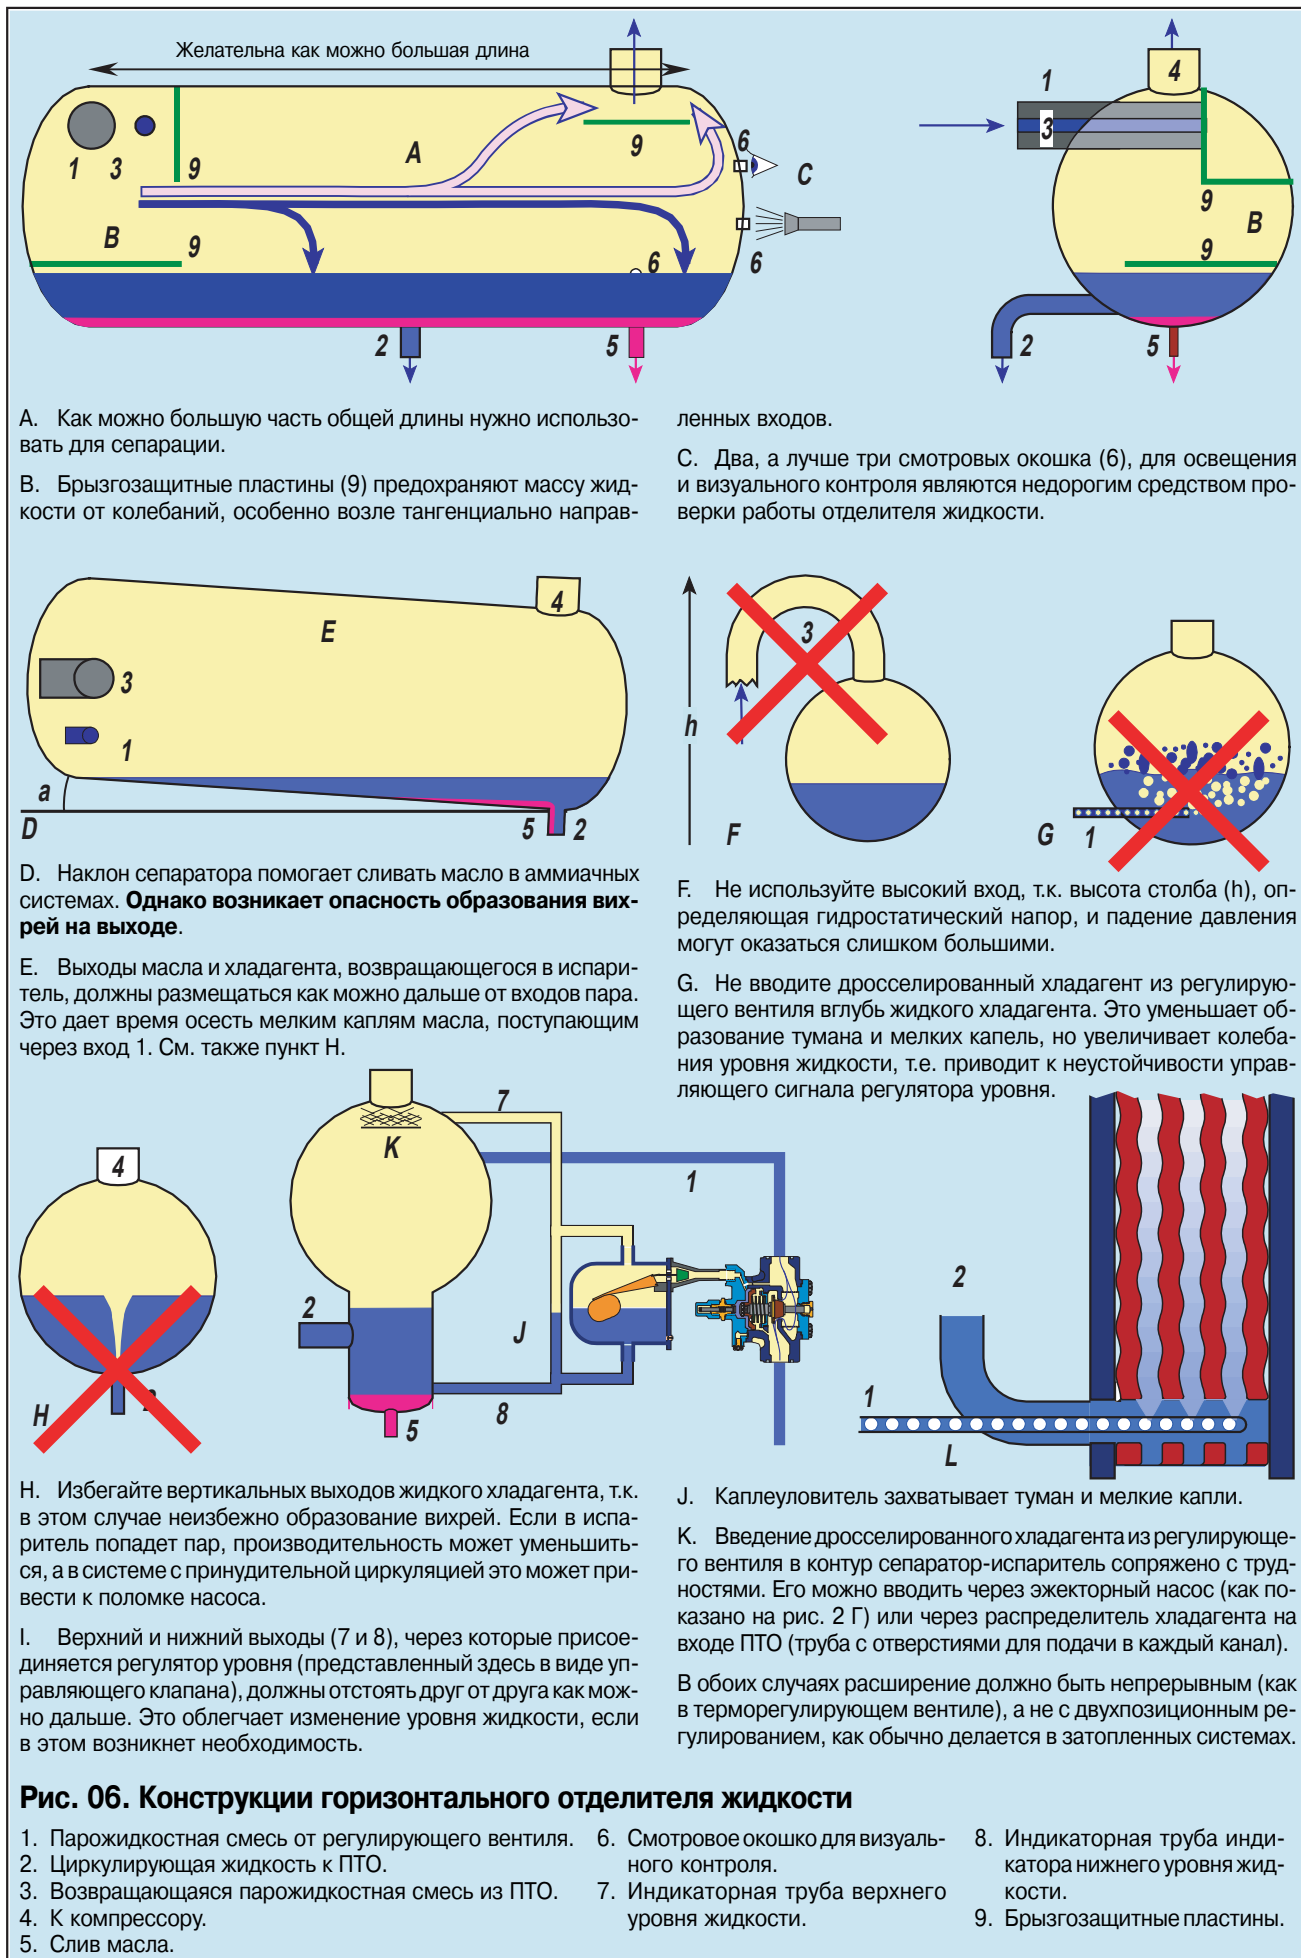 Желательна как можно большая длина
1
3
9
A
9
6
C
B
9
6
6
2
5
1
4
3
9
B
9
2
5
A. Как можно большую часть общей длины нужно использо-
вать для сепарации.
B. Брызгозащитные пластины (9) предохраняют массу жид-
кости от колебаний, особенно возле тангенциально направ-
ленных входов.
C. Два, а лучше три смотровых окошка (6), для освещения
и визуального контроля являются недорогим средством про-
верки работы отделителя жидкости.
E
4
3
1
a
D
5
2
h
3
F
G
1
D. Наклон сепаратора помогает сливать масло в аммиачных
системах. Однако возникает опасность образования вих-
рей на выходе.
E. Выходы масла и хладагента, возвращающегося в испари-
тель, должны размещаться как можно дальше от входов пара.
Это дает время осесть мелким каплям масла, поступающим
через вход 1. См. также пункт H.
F. Не используйте высокий вход, т.к. высота столба (h), оп-
ределяющая гидростатический напор, и падение давления
могут оказаться слишком большими.
G. Не вводите дросселированный хладагент из регулирую-
щего вентиля вглубь жидкого хладагента. Это уменьшает об-
разование тумана и мелких капель, но увеличивает колеба-
ния уровня жидкости, т.е. приводит к неустойчивости управ-
ляющего сигнала регулятора уровня.
4
H
2
K
7
1
2
J
8
5
2
1
L
H. Избегайте вертикальных выходов жидкого хладагента, т.к.
в этом случае неизбежно образование вихрей. Если в испа-
ритель попадет пар, производительность может уменьшить-
ся, а в системе с принудительной циркуляцией это может при-
вести к поломке насоса.
I. Верхний и нижний выходы (7 и 8), через которые присое-
диняется регулятор уровня (представленный здесь в виде уп-
равляющего клапана), должны отстоять друг от друга как мож-
но дальше. Это облегчает изменение уровня жидкости, если
в этом возникнет необходимость.
J. Каплеуловитель захватывает туман и мелкие капли.
K. Введение дросселированного хладагента из регулирующе-
го вентиля в контур сепаратор-испаритель сопряжено с труд-
ностями. Его можно вводить через эжекторный насос (как по-
казано на рис. 2 Г) или через распределитель хладагента на
входе ПТО (труба с отверстиями для подачи в каждый канал).
В обоих случаях расширение должно быть непрерывным (как
в терморегулирующем вентиле), а не с двухпозиционным ре-
гулированием, как обычно делается в затопленных системах.
Рис. 06. Конструкции горизонтального отделителя жидкости
1. Парожидкостная смесь от регулирующего вентиля.
2. Циркулирующая жидкость к ПТО.
3. Возвращающаяся парожидкостная смесь из ПТО.
4. К компрессору.
5. Слив масла.
6. Смотровое окошко для визуаль-
ного контроля.
7. Индикаторная труба верхнего
уровня жидкости.
8. Индикаторная труба инди-
катора нижнего уровня жид-
кости.
9. Брызгозащитные пластины.